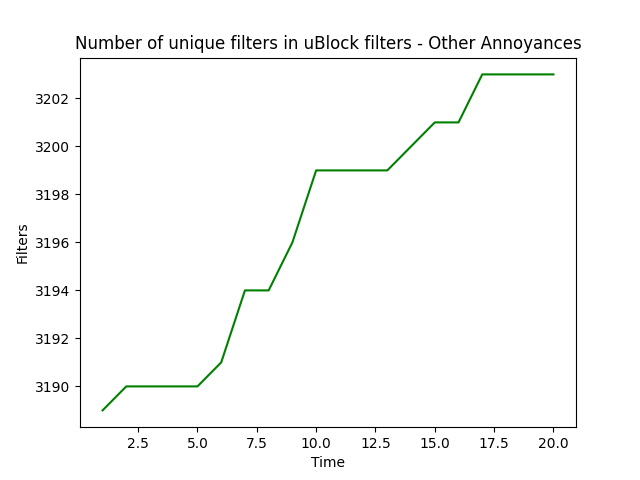 Number of unique filters in uBlock filters - Other Annoyances
3202
3200
3198
3196
3194
3192
3190
Filters
2.5 5.0 7.5 10.0 12.5 15.0 17.5 20.0
Time